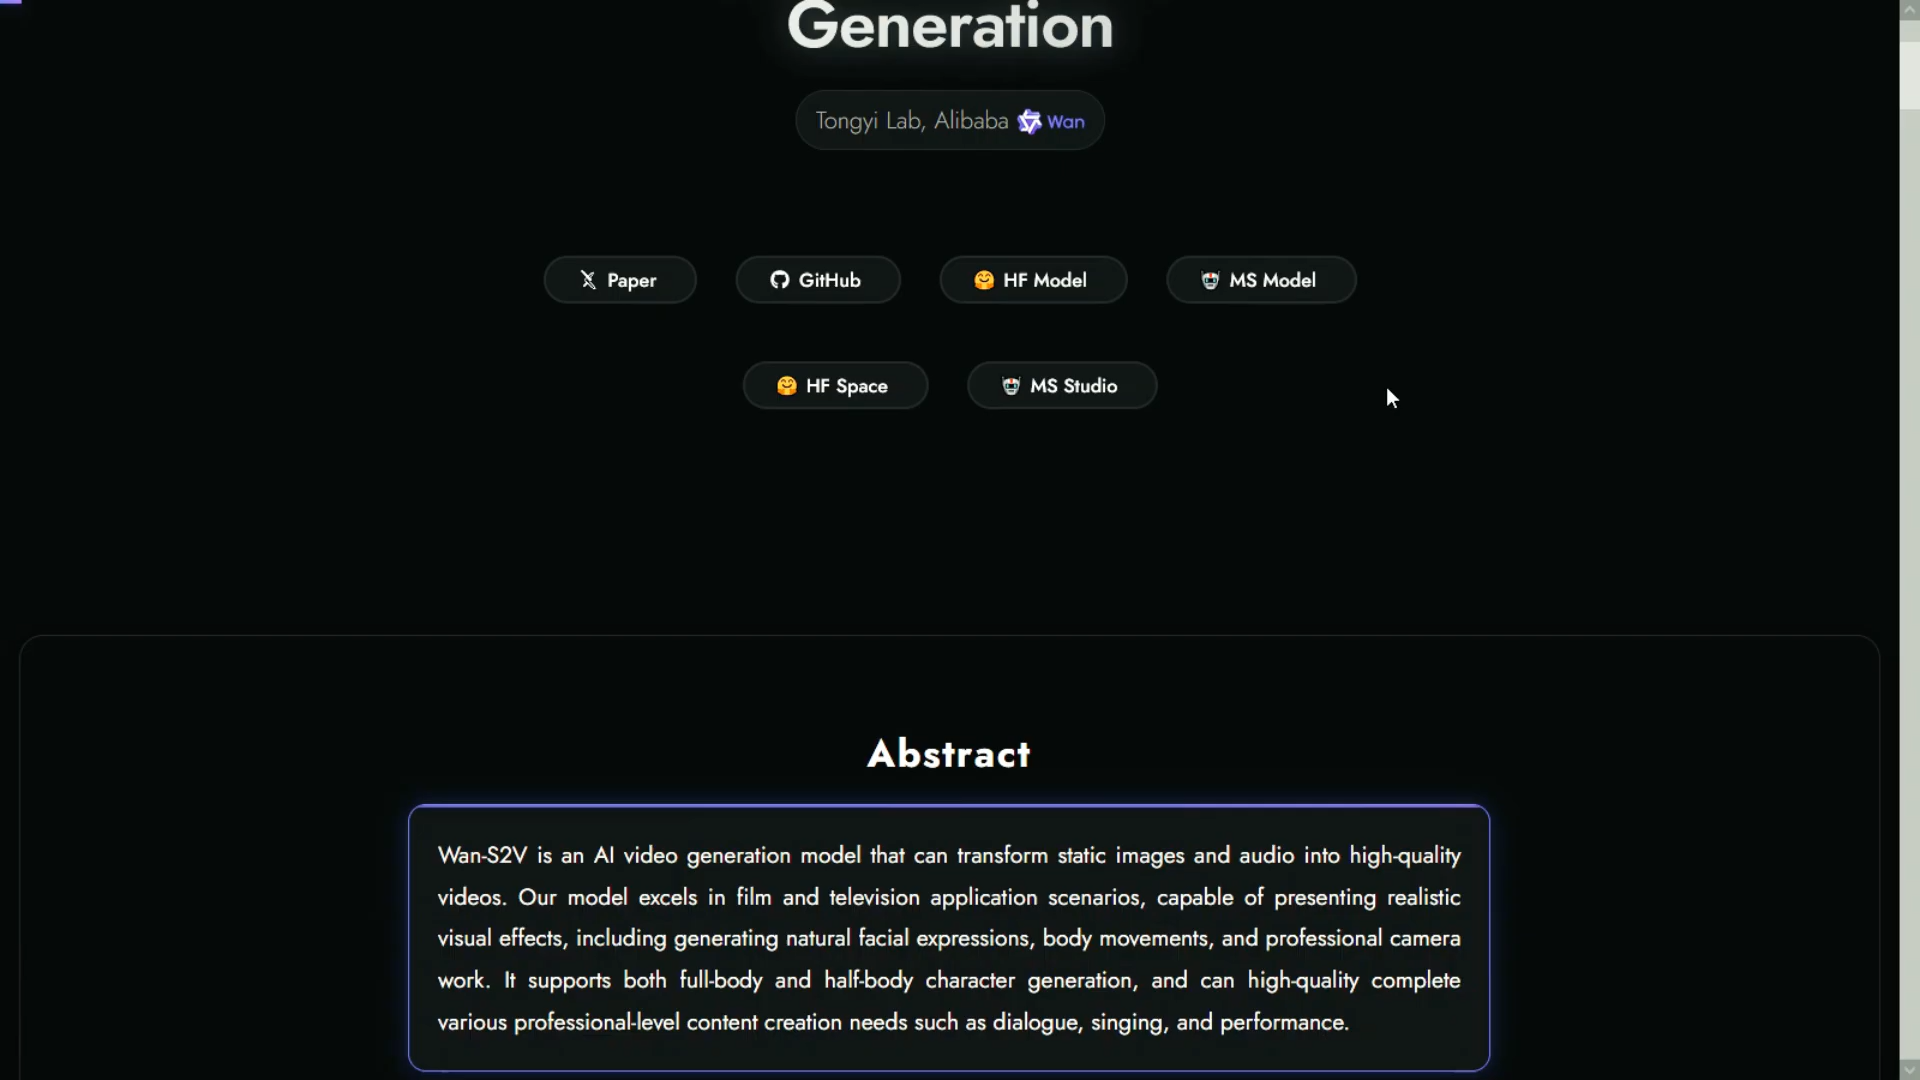 Generation
Tongyi Lab, Alibaba Wan
Paper
GitHub
HF Model
MS Model
HF Space
MS Studio
Abstract
Wan-S2V is an AI video generation model that can transform static images and audio into high-quality
videos. Our model excels in film and television application scenarios, capable of presenting realistic
visual effects, including generating natural facial expressions, body movements, and professional camera
work. It supports both full-body and half-body character generation, and can high-quality complete
various professional-level content creation needs such as dialogue, singing, and performance.